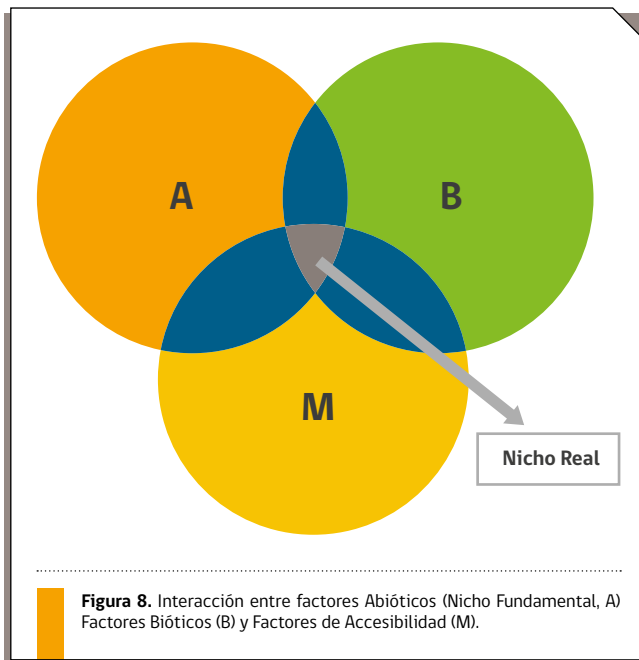 A
B
M
Nicho Real
Figura 8. Interacción entre factores Abióticos (Nicho Fundamental, A)
Factores Bióticos (B) y Factores de Accesibilidad (M).